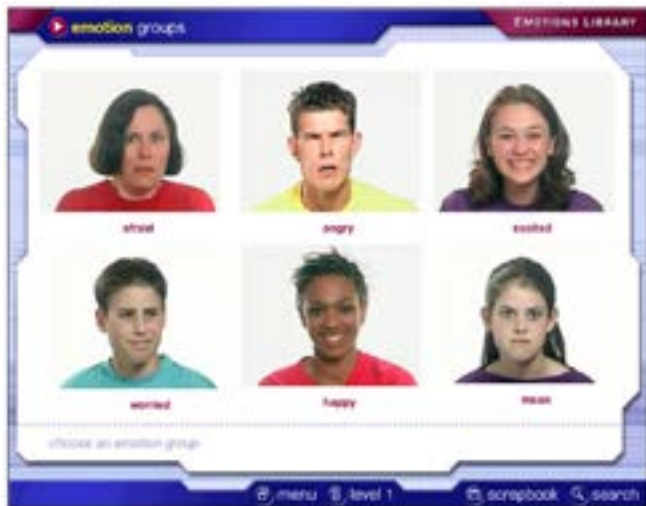 emotion groups
EMOTIONS LIBRARY
afraid
angry
excited
worried
happy
mean
choose an emotion group
menu
level 1
scrapbook
search